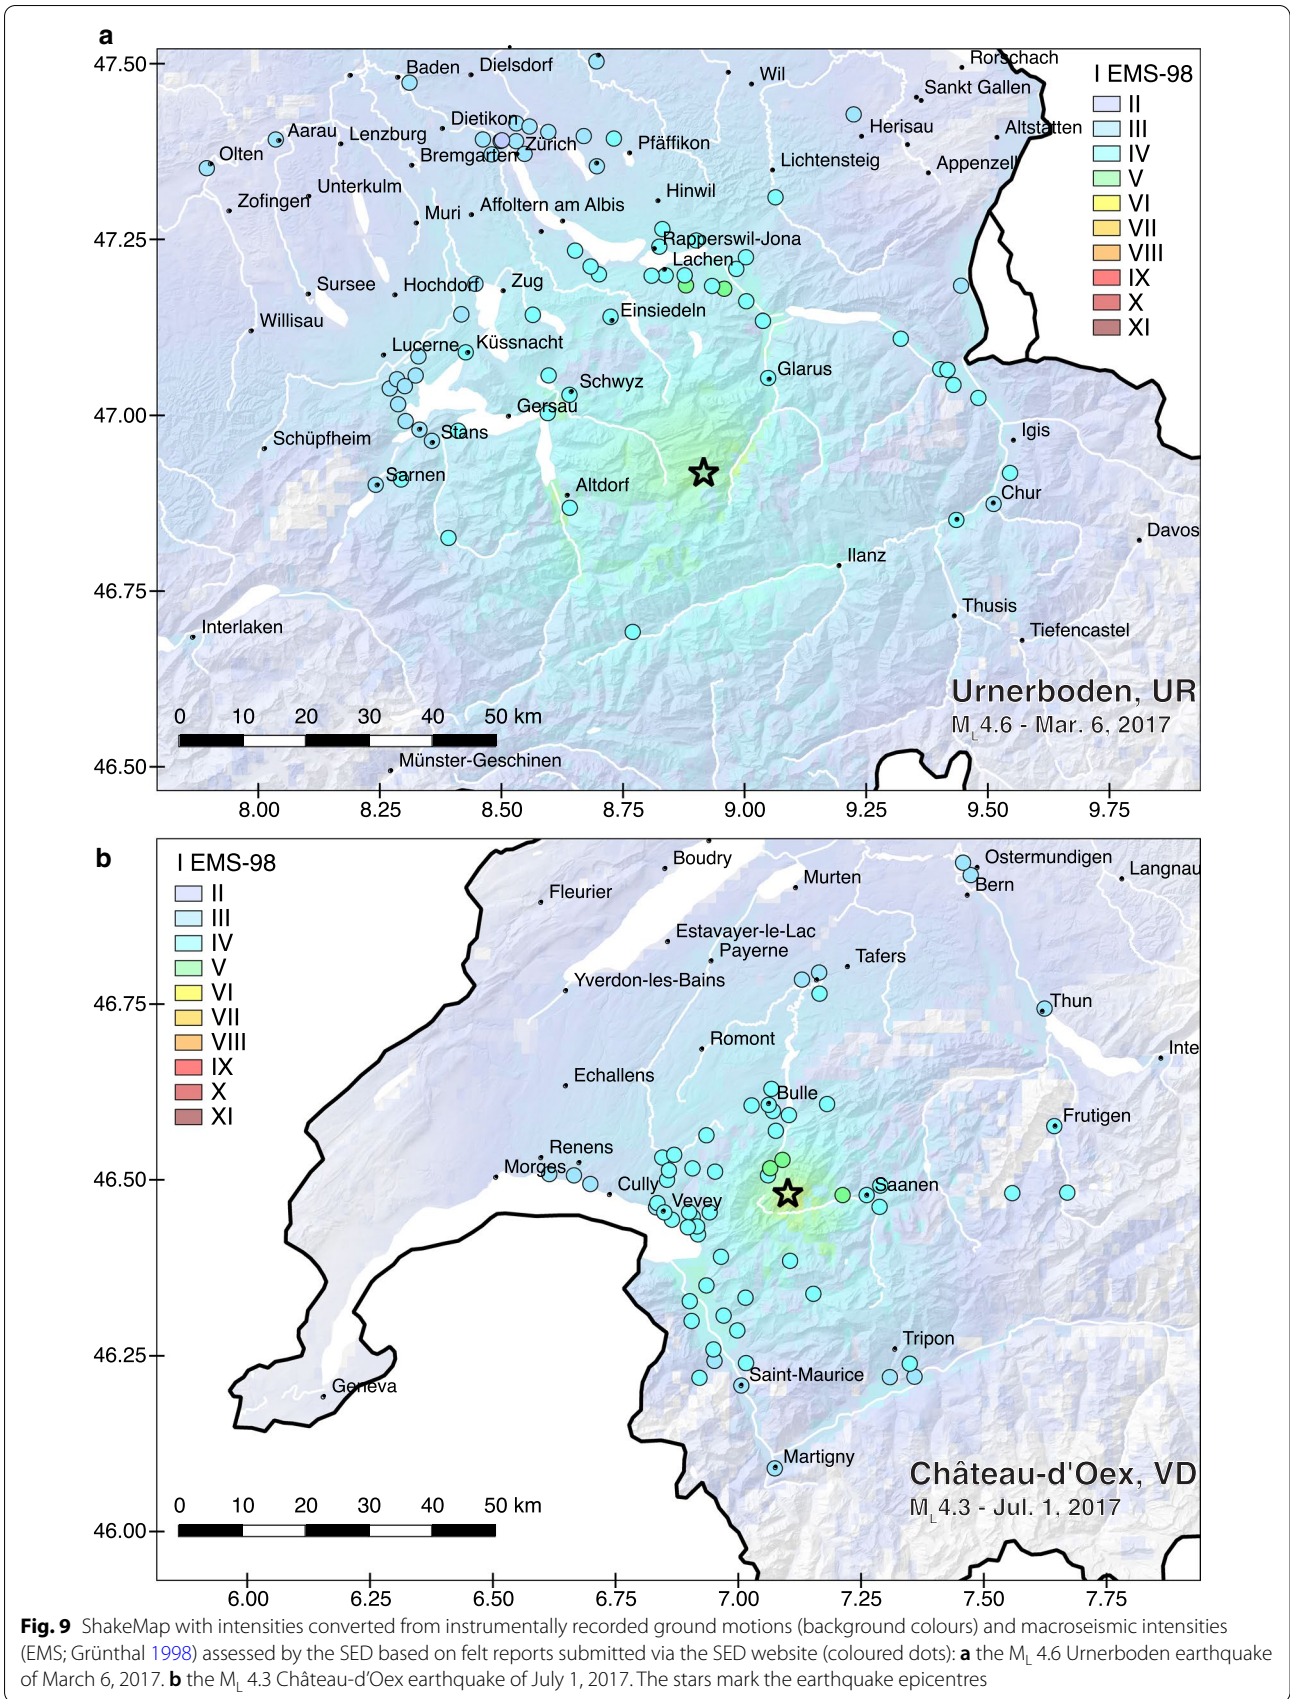 a
47.50
47.25
47.00
46.75
46.50
Baden
Dielsdorf
Wil
Rorschach
Sankt Gallen
I EMS-98
II
III
IV
V
VI
VII
VIII
IX
X
XI
Aarau
Lenzburg
Dietikon
Zürich
Pfäffikon
Herisau
Altstätten
Olten
Bremgarten
Lichtensteig
Appenzell
Zofingen
Unterkulm
Muri
Affoltern am Albis
Hinwil
Rapperswil-Jona
Lachen
Sursee
Hochdorf
Zug
Einsiedeln
Willisau
Lucerne
Küssnacht
Schwyz
Glarus
Gersau
Schüpfheim
Stans
Igis
Sarnen
Altdorf
Chur
Davos
Ilanz
Interlaken
Thusis
Tiefencastel
Urnerboden, UR
ML4.6 - Mar. 6, 2017
0 10 20 30 40 50 km
Münster-Geschinen
8.00 8.25 8.50 8.75 9.00 9.25 9.50 9.75
b
46.75
46.50
46.25
46.00
I EMS-98
II
III
IV
V
VI
VII
VIII
IX
X
XI
Boudry
Ostermundigen
Langnau
Fleurier
Murten
Bern
Estavayer-le-Lac
Payerne
Tafers
Yverdon-les-Bains
Thun
Romont
Inte
Echallens
Bulle
Frutigen
Renens
Morges
Cully
Vevey
Saanen
Tripon
Geneva
Saint-Maurice
Martigny
Château-d'Oex, VD
ML4.3 - Jul. 1, 2017
0 10 20 30 40 50 km
6.00 6.25 6.50 6.75 7.00 7.25 7.50 7.75
Fig. 9 ShakeMap with intensities converted from instrumentally recorded ground motions (background colours) and macroseismic intensities
(EMS; Grünthal 1998) assessed by the SED based on felt reports submitted via the SED website (coloured dots): a the ML 4.6 Urnerboden earthquake
of March 6, 2017. b the ML 4.3 Château-d'Oex earthquake of July 1, 2017. The stars mark the earthquake epicentres